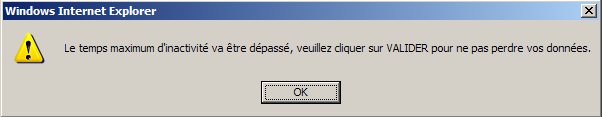 Windows Internet Explorer
Le temps maximum d'inactivité va être dépassé, veuillez cliquer sur VALIDER pour ne pas perdre vos données.
OK